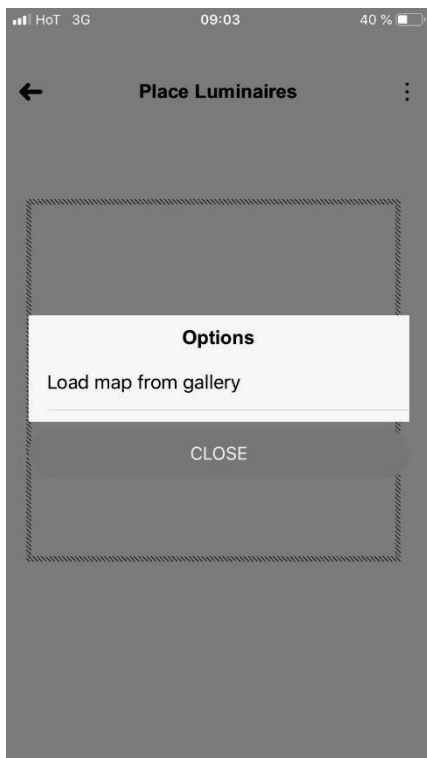 HoT 3G 09:03 40 %
Place Luminaires
Options
Load map from gallery
CLOSE